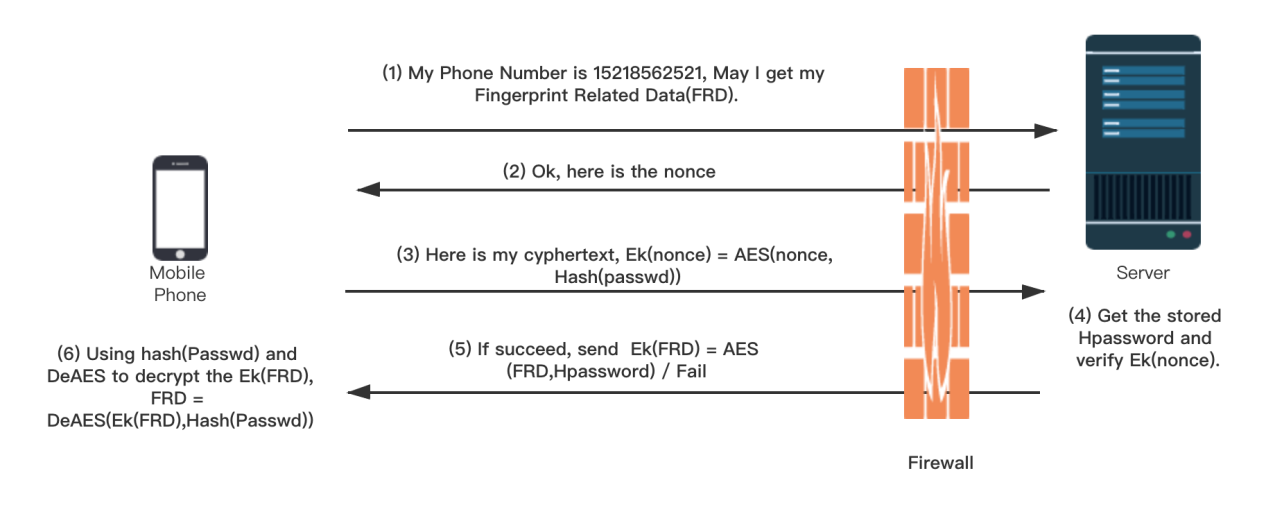 (1) My Phone Number is 15218562521, May I get my
Fingerprint Related Data(FRD).
(2) Ok, here is the nonce
(3) Here is my cyphertext, Ek(nonce) = AES(nonce,
Hash(passwd))
Mobile
Phone
Server
(4) Get the stored
Hpassword and
verify Ek(nonce).
(5) If succeed, send  Ek(FRD) = AES
(FRD,Hpassword) / Fail
(6) Using hash(Passwd) and
DeAES to decrypt the Ek(FRD),
FRD =
DeAES(Ek(FRD),Hash(Passwd))
Firewall